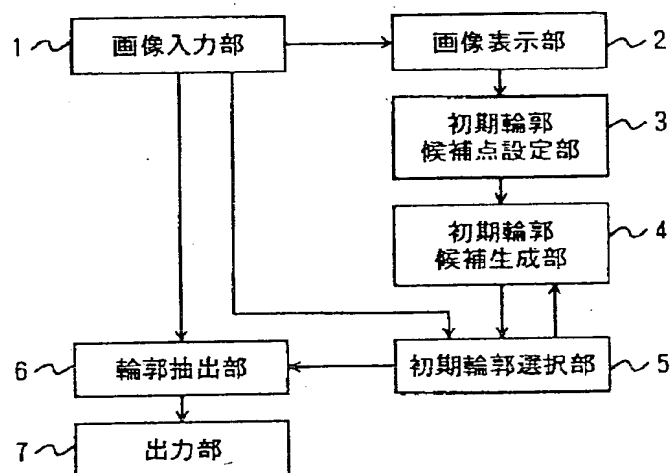 1
画像入力部
画像表示部
2
初期輪郭
候補点設定部
3
初期輪郭
候補生成部
4
6
輪郭抽出部
初期輪郭選択部
5
7
出力部